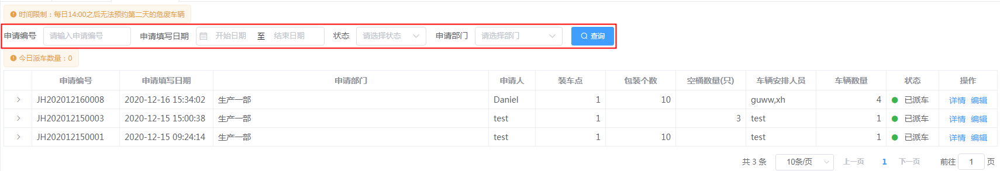 时间限制：每日14:00之后无法预约第二天的危废车辆
申请编号 请输入申请编号 申请填写日期 开始日期 至 结束日期 状态 请选择状态 申请部门 请选择部门 查询
今日派车数量：0
申请编号 申请填写日期 申请部门 申请人 装车点 包装个数 空桶数量(只) 车辆安排人员 车辆数量 状态 操作
JH202012160008 2020-12-16 15:34:02 生产一部 Daniel 1 10 guww,xh 4 已派车 详情 编辑
JH202012150003 2020-12-15 15:00:38 生产一部 test 1 3 test 1 已派车 详情 编辑
JH202012150001 2020-12-15 09:24:14 生产一部 test 1 10 test 1 已派车 详情 编辑
共 3 条 10条/页 上一页 1 下一页 前往 1 页